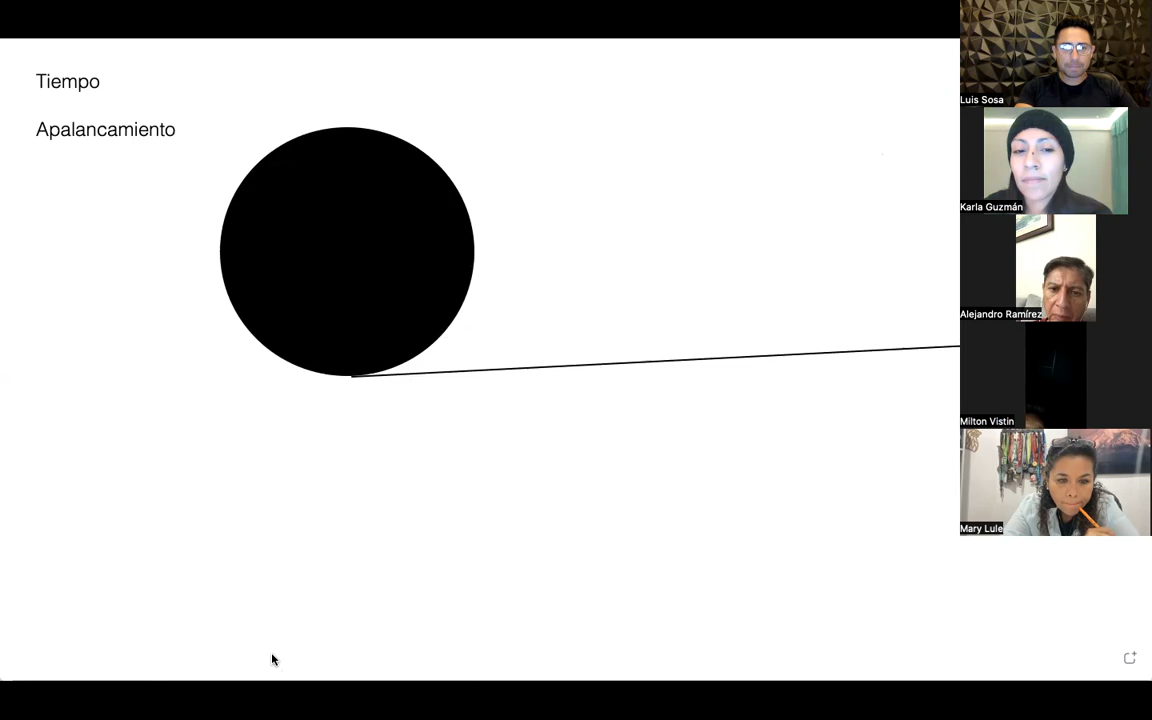 Tiempo
Apalancamiento
Luis Sosa
Karla Guzmán
Alejandro Ramírez
Milton Vistin
Mary Lule